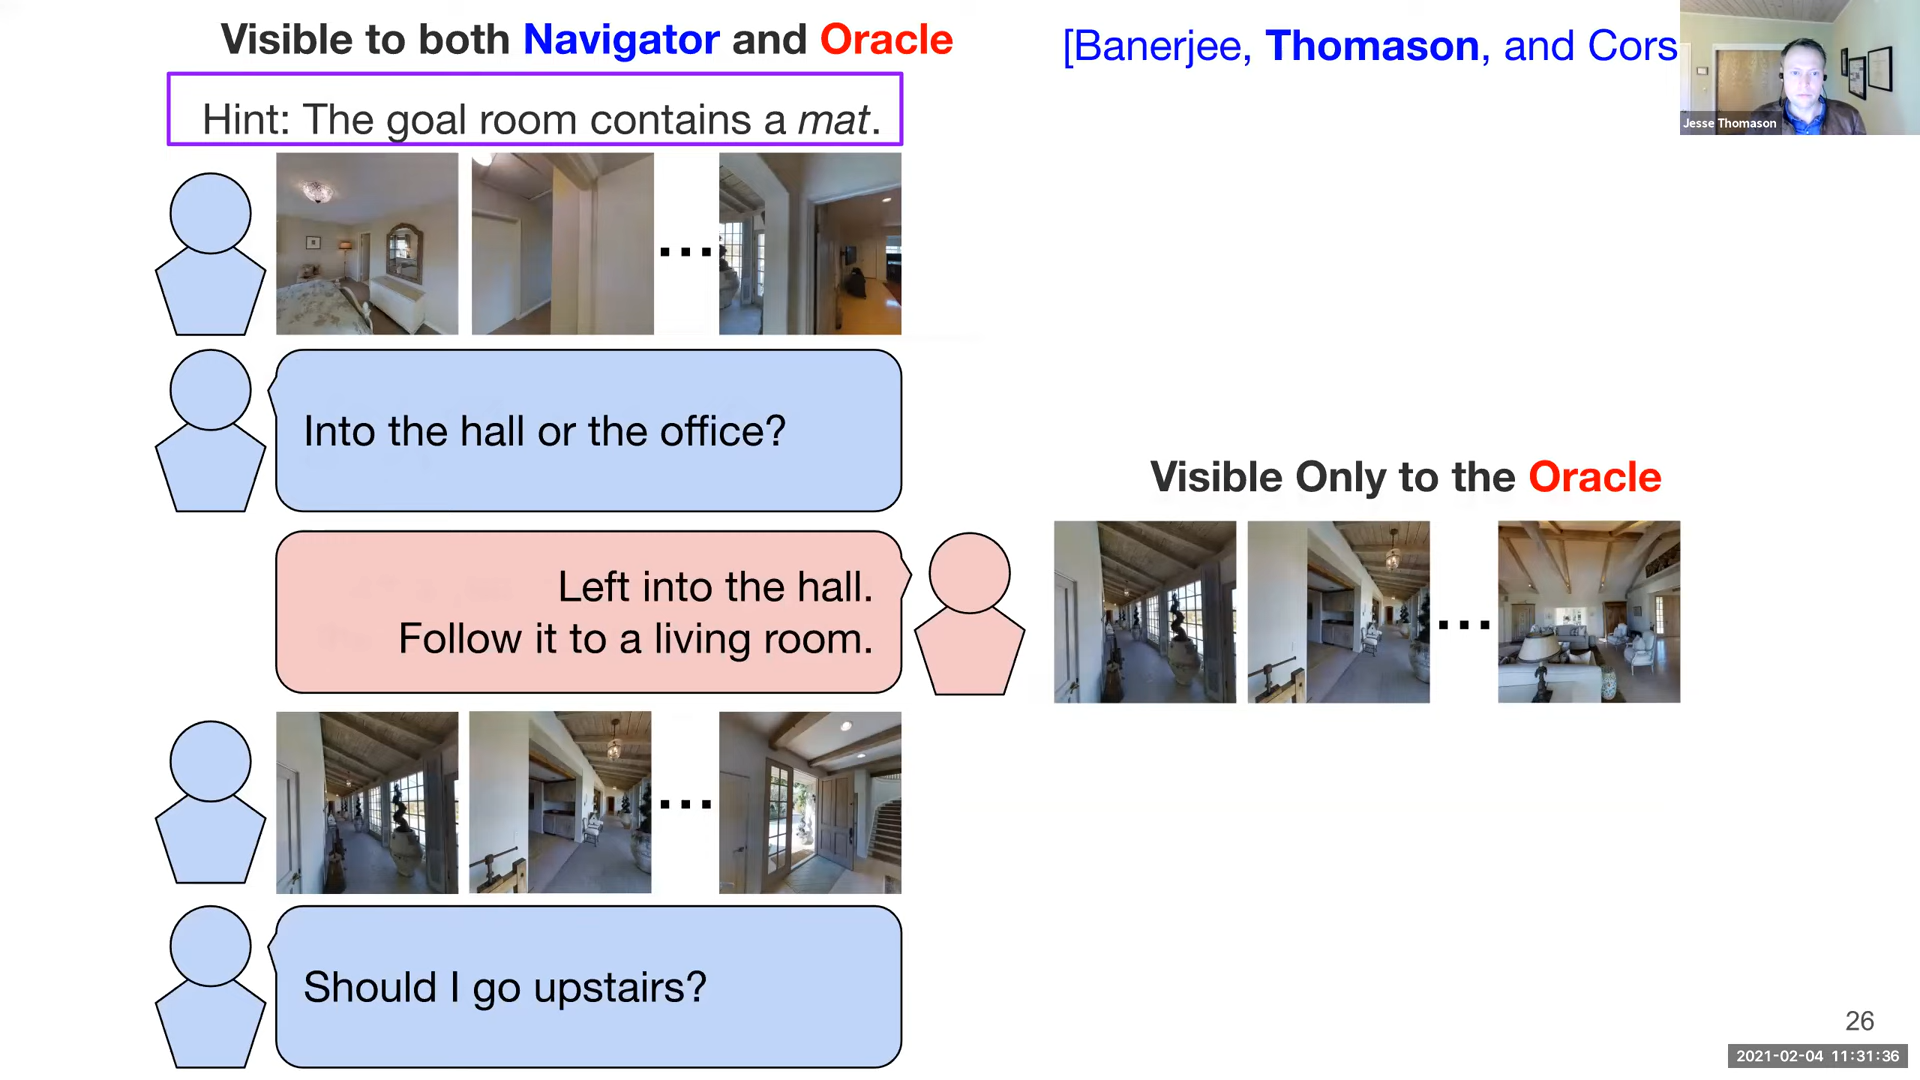 Visible to both Navigator and Oracle
[Banerjee, Thomason, and Cors
Jesse Thomason
Hint: The goal room contains a mat.
...
Into the hall or the office?
Visible Only to the Oracle
Left into the hall.
Follow it to a living room.
...
...
Should I go upstairs?
26
2021-02-04 11:31:36